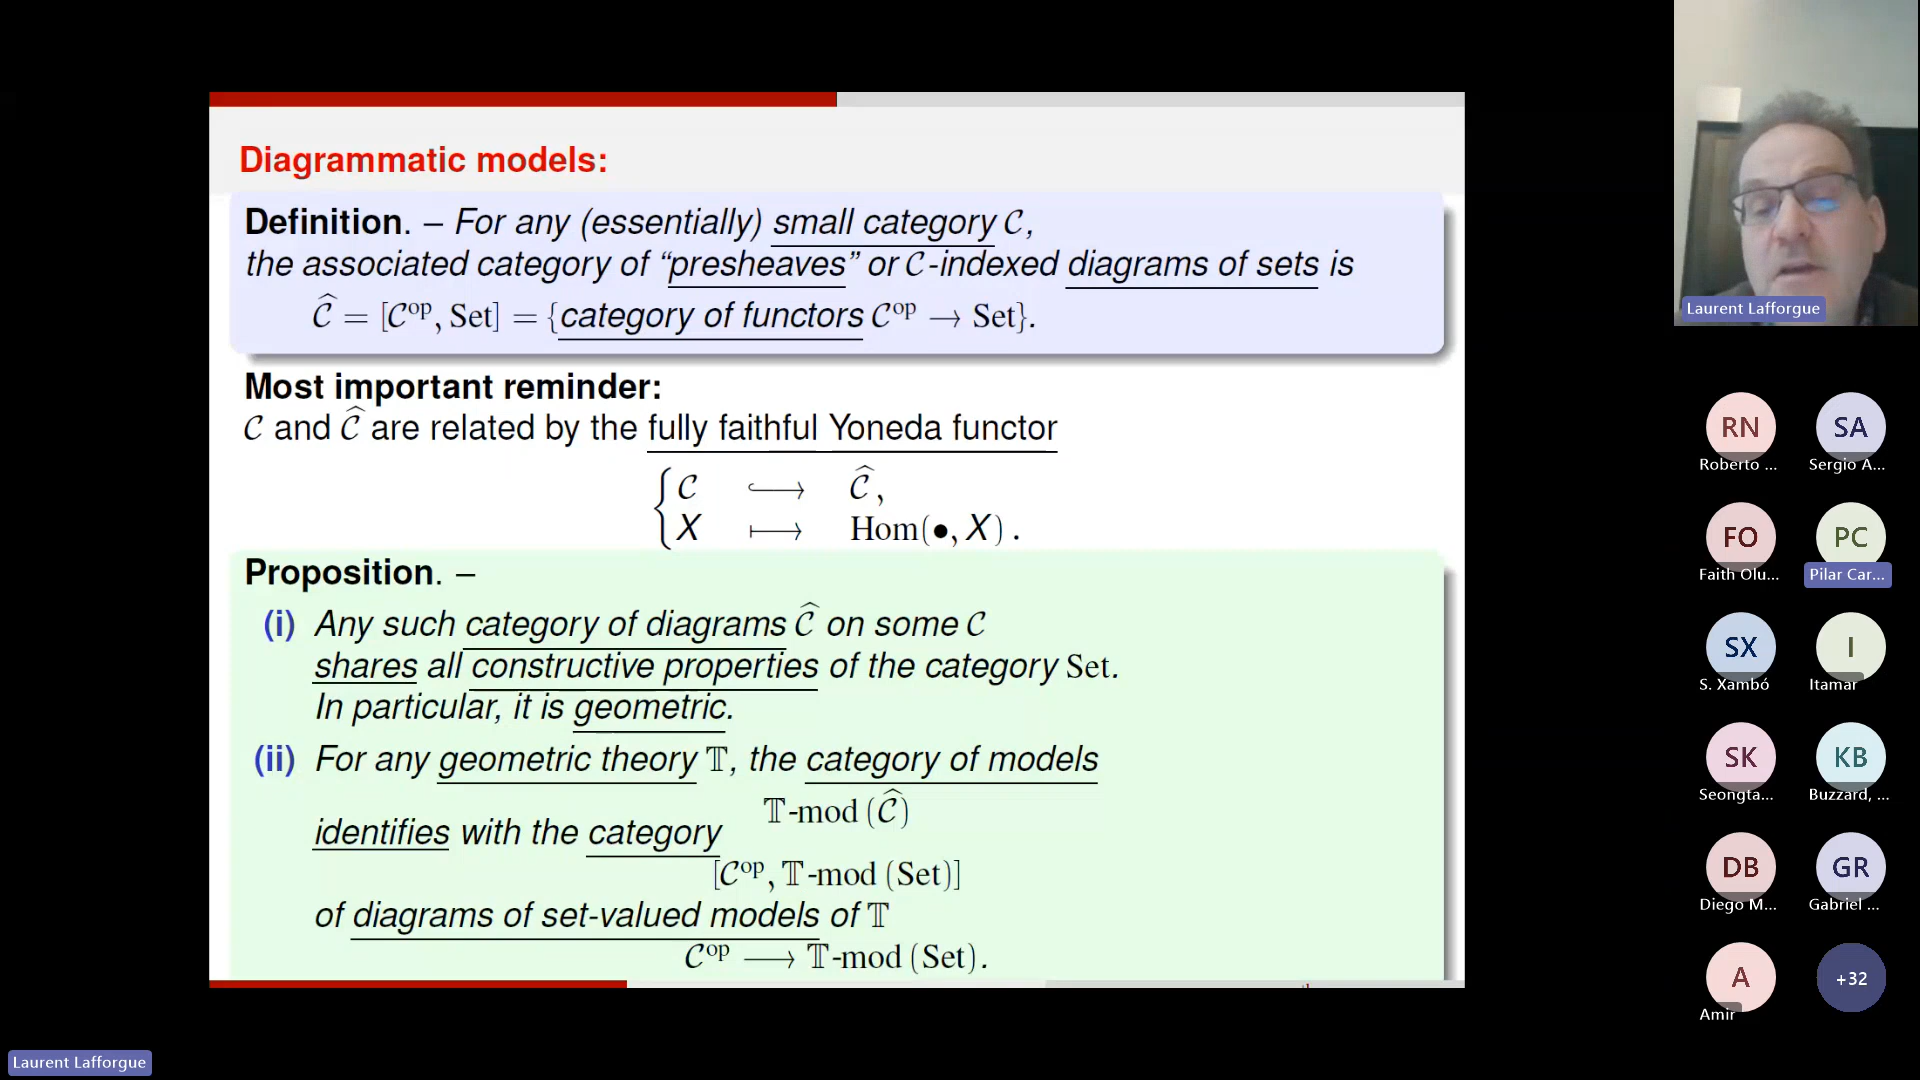 Diagrammatic models:
Definition. – For any (essentially) small category 𝒞,
the associated category of “presheaves” or 𝒞-indexed diagrams of sets is
𝒞̂ = [𝒞ᵒᵖ, Set] = {category of functors 𝒞ᵒᵖ → Set}.
Most important reminder:
𝒞 and 𝒞̂ are related by the fully faithful Yoneda functor
𝒞 ⟶ 𝒞̂,
X ⟼ Hom(•, X).
Proposition. –
(i) Any such category of diagrams 𝒞̂ on some 𝒞
shares all constructive properties of the category Set.
In particular, it is geometric.
(ii) For any geometric theory 𝕋, the category of models
𝕋-mod (𝒞̂)
identifies with the category
[𝒞ᵒᵖ, 𝕋-mod (Set)]
of diagrams of set-valued models of 𝕋
𝒞ᵒᵖ ⟶ 𝕋-mod (Set).
Laurent Lafforgue
RN SA
Roberto ... Sergio A...
FO PC
Faith Olu... Pilar Car...
SX I
S. Xambó Itamar
SK KB
Seongta... Buzzard, ...
DB GR
Diego M... Gabriel ...
A +32
Amir
Laurent Lafforgue